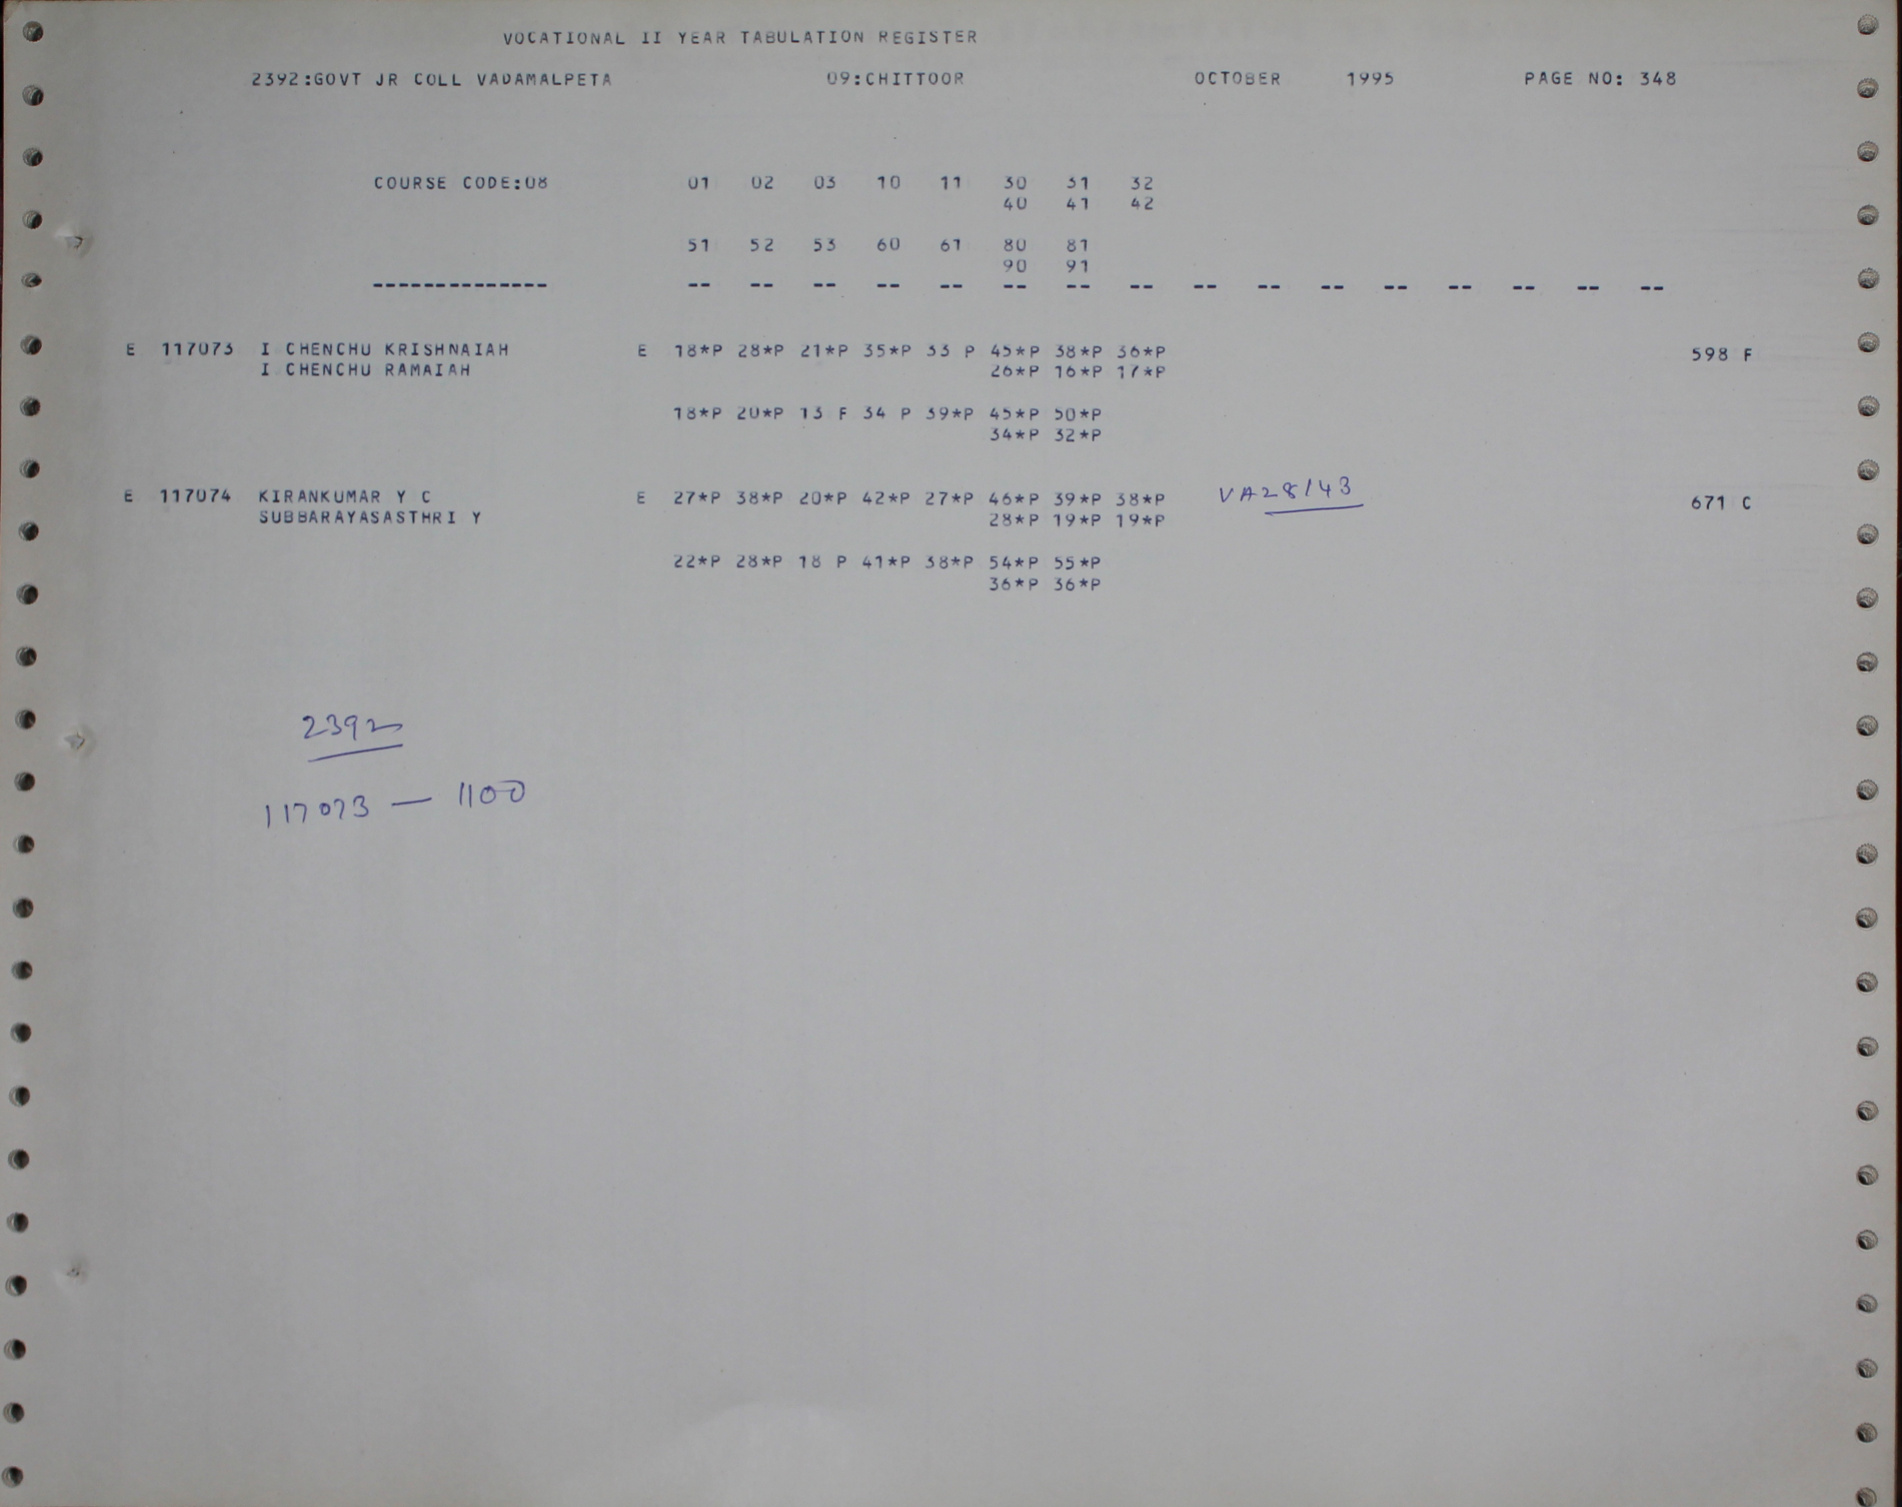 VOCATIONAL II YEAR TABULATION REGISTER
2392:GOVT JR COLL VADAMALPETA 09:CHITTOOR OCTOBER 1995 PAGE NO: 348
COURSE CODE:08 01 02 03 10 11 30 31 32
40 41 42
51 52 53 60 61 80 81
90 91
-------------- -- -- -- -- -- -- -- -- -- -- -- -- -- -- -- --
E 117073 I CHENCHU KRISHNAIAH E 18*P 28*P 21*P 35*P 33 P 45*P 38*P 36*P 598 F
I CHENCHU RAMAIAH 26*P 16*P 17*P
18*P 20*P 13 F 34 P 39*P 45*P 50*P
34*P 32*P
E 117074 KIRANKUMAR Y C E 27*P 38*P 20*P 42*P 27*P 46*P 39*P 38*P VA28143 671 C
SUBBARAYASASTHRI Y 28*P 19*P 19*P
22*P 28*P 18 P 41*P 38*P 54*P 55*P
36*P 36*P
2392
117073 — 1100